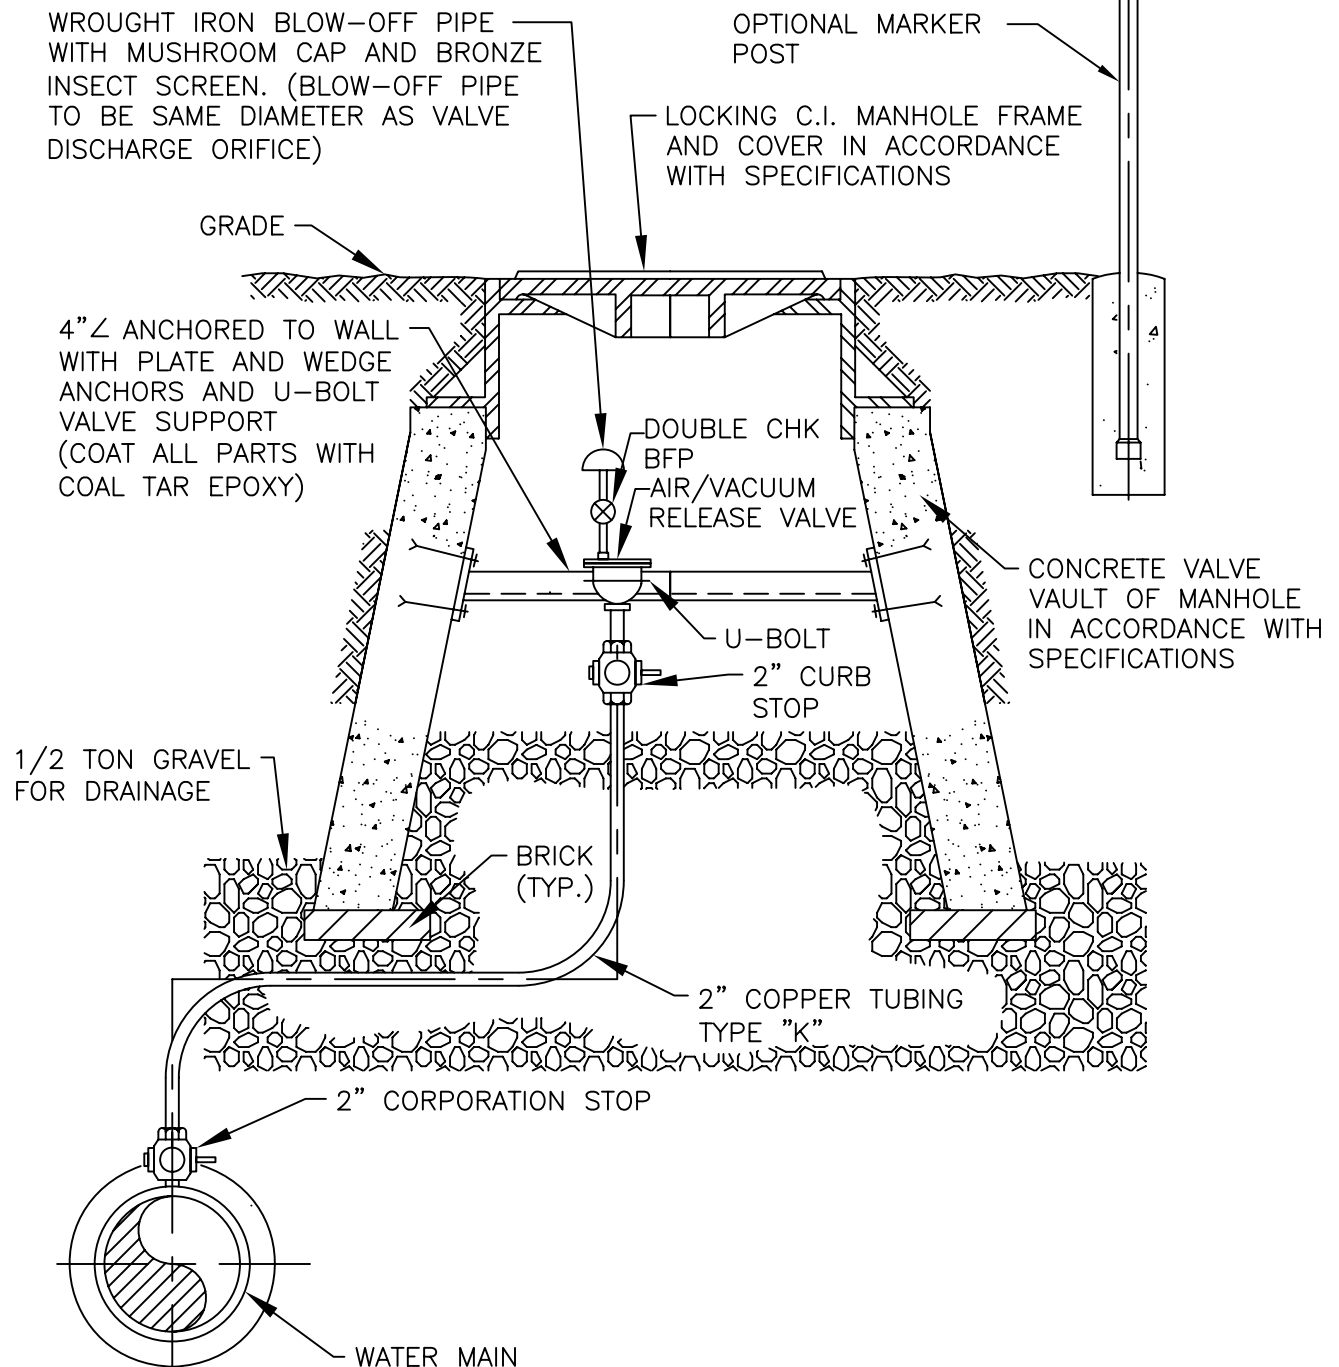 WROUGHT IRON BLOW-OFF PIPE
WITH MUSHROOM CAP AND BRONZE
INSECT SCREEN. (BLOW-OFF PIPE
TO BE SAME DIAMETER AS VALVE
DISCHARGE ORIFICE)
OPTIONAL MARKER
POST
LOCKING C.I. MANHOLE FRAME
AND COVER IN ACCORDANCE
WITH SPECIFICATIONS
GRADE
4"∠ ANCHORED TO WALL
WITH PLATE AND WEDGE
ANCHORS AND U-BOLT
VALVE SUPPORT
(COAT ALL PARTS WITH
COAL TAR EPOXY)
DOUBLE CHK
BFP
AIR/VACUUM
RELEASE VALVE
CONCRETE VALVE
VAULT OF MANHOLE
IN ACCORDANCE WITH
SPECIFICATIONS
U-BOLT
2" CURB
STOP
1/2 TON GRAVEL
FOR DRAINAGE
BRICK
(TYP.)
2" COPPER TUBING
TYPE "K"
2" CORPORATION STOP
WATER MAIN